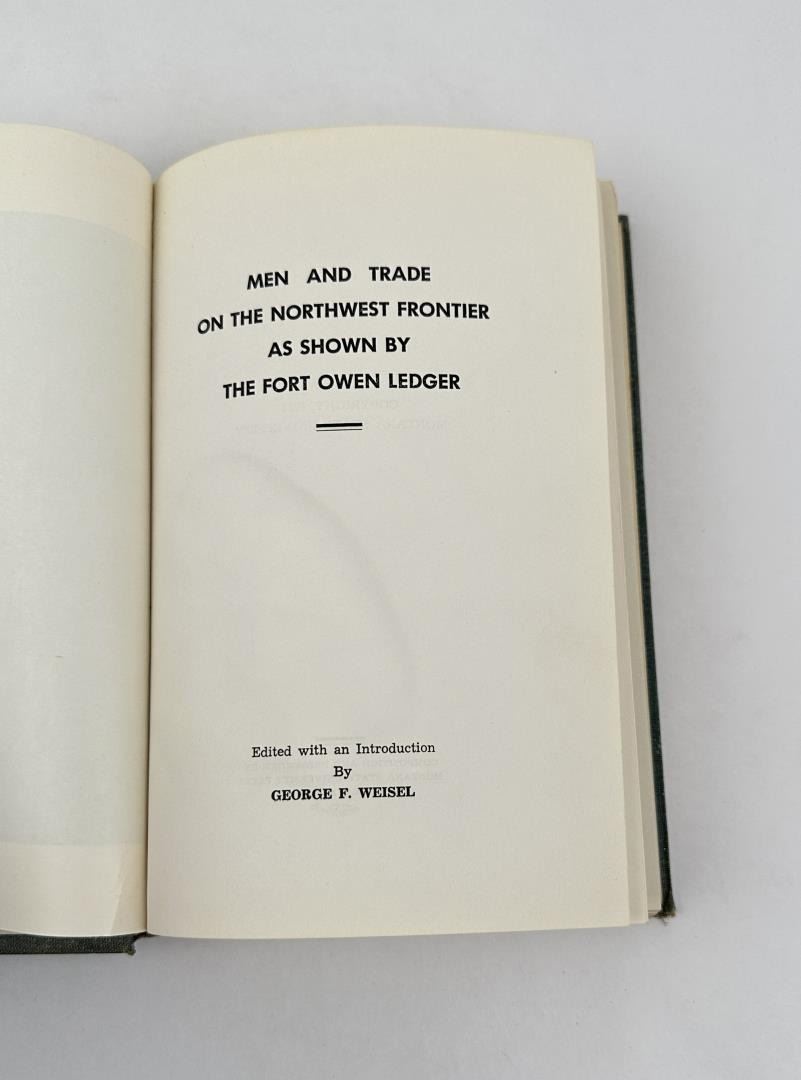 MEN AND TRADE
ON THE NORTHWEST FRONTIER
AS SHOWN BY
THE FORT OWEN LEDGER
Edited with an Introduction
By
GEORGE F. WEISEL